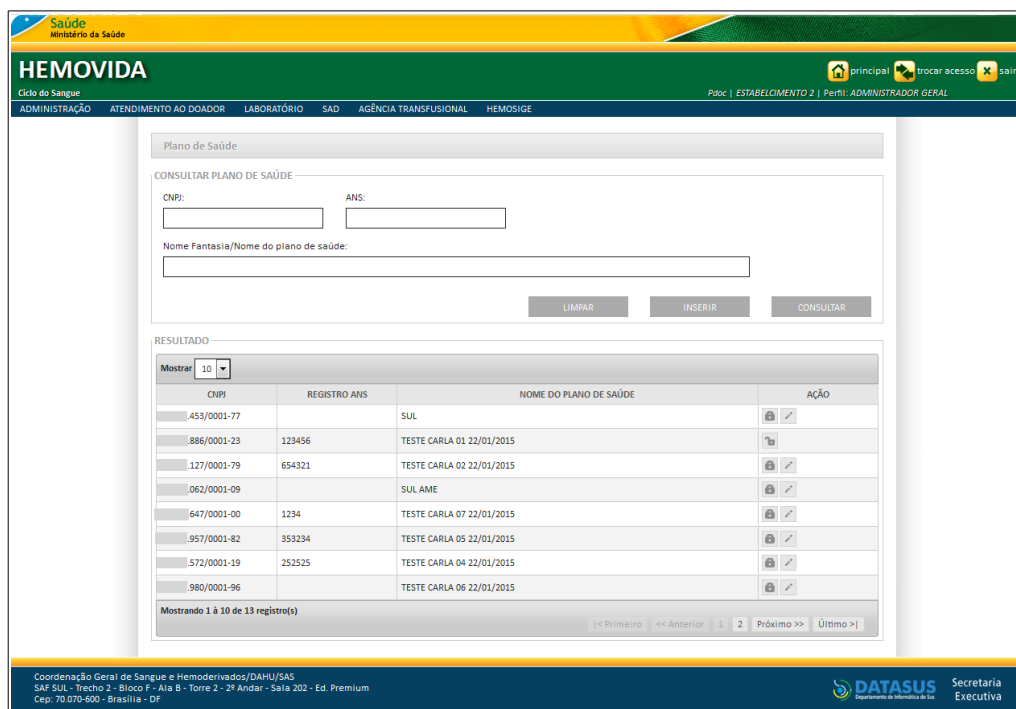 Saúde
Ministério da Saúde
HEMOVIDA
Ciclo do Sangue
principal trocar acesso sair
Pdoc | ESTABELCIMENTO 2 | Perfil: ADMINISTRADOR GERAL
ADMINISTRAÇÃO ATENDIMENTO AO DOADOR LABORATÓRIO SAD AGÊNCIA TRANSFUSIONAL HEMOSIGE
Plano de Saúde
CONSULTAR PLANO DE SAÚDE
CNPJ: ANS:
Nome Fantasia/Nome do plano de saúde:
LIMPAR INSERIR CONSULTAR
RESULTADO
Mostrar 10
CNPJ REGISTRO ANS NOME DO PLANO DE SAÚDE AÇÃO
.453/0001-77 SUL
.886/0001-23 123456 TESTE CARLA 01 22/01/2015
.127/0001-79 654321 TESTE CARLA 02 22/01/2015
.062/0001-09 SUL AME
647/0001-00 1234 TESTE CARLA 07 22/01/2015
.957/0001-82 353234 TESTE CARLA 05 22/01/2015
.572/0001-19 252525 TESTE CARLA 04 22/01/2015
.980/0001-96 TESTE CARLA 06 22/01/2015
Mostrando 1 à 10 de 13 registro(s)
|< Primeiro << Anterior 1 2 Próximo >> Último >|
Coordenação Geral de Sangue e Hemoderivados/DAHU/SAS
SAF SUL - Trecho 2 - Bloco F - Ala B - Torre 2 - 2º Andar - Sala 202 - Ed. Premium
Cep: 70.070-600 - Brasília - DF
DATASUS
Departamento de Informática do Sus
Secretaria
Executiva